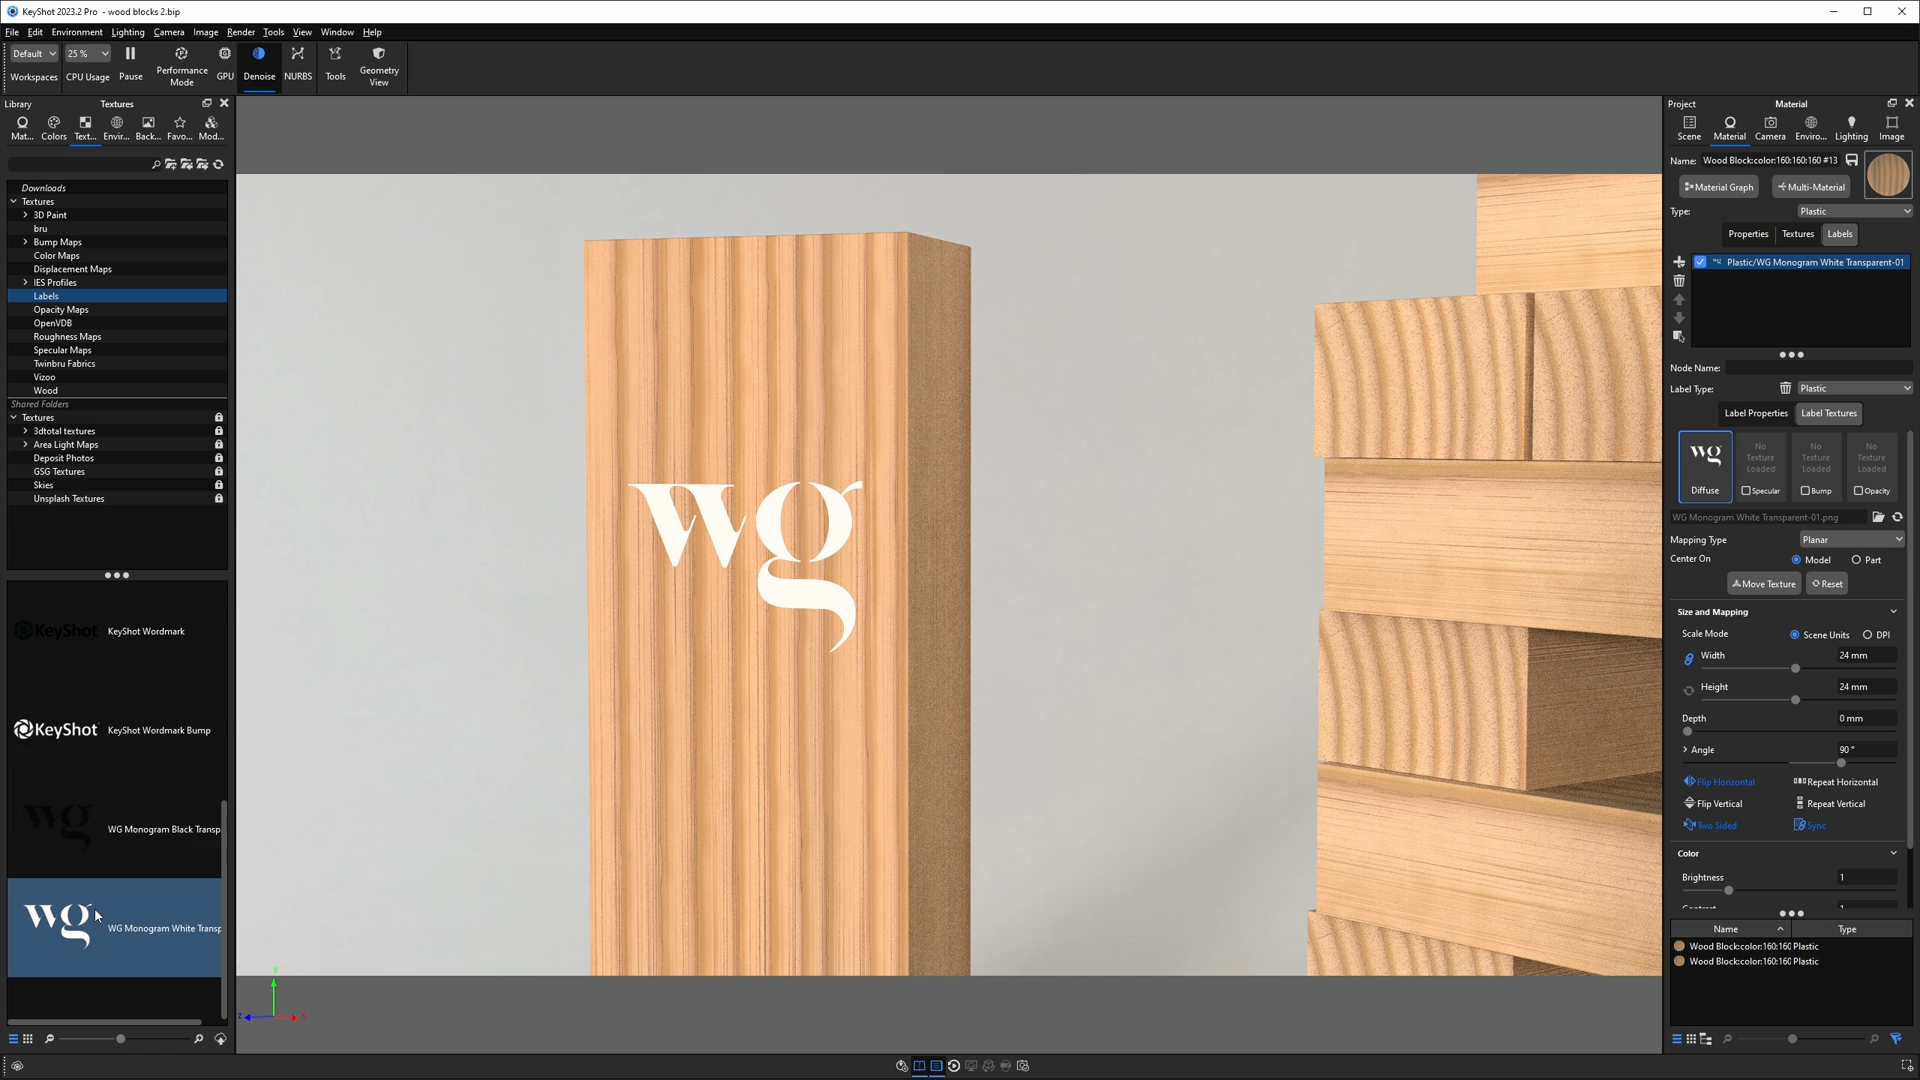 KeyShot 2023.2 Pro - wood blocks 2.bip
File Edit Environment Lighting Camera Image Render Tools View Window Help
Default 25 %
Workspaces CPU Usage Pause Performance Mode GPU Denoise NURBS Tools Geometry View
Library Textures
Mat... Colors Text... Envir... Back... Favo... Mod...
Downloads
Textures
3D Paint
bru
Bump Maps
Color Maps
Displacement Maps
IES Profiles
Labels
Opacity Maps
OpenVDB
Roughness Maps
Specular Maps
Twinbru Fabrics
Vizoo
Wood
Shared Folders
Textures
3dtotal textures
Area Light Maps
Deposit Photos
GSG Textures
Skies
Unsplash Textures
KeyShot KeyShot Wordmark
KeyShot KeyShot Wordmark Bump
wg WG Monogram Black Transp
wg WG Monogram White Transp
wg
y
z x
Project Material
Scene Material Camera Enviro... Lighting Image
Name: Wood Block:color:160:160:160 #13
Material Graph Multi-Material
Type: Plastic
Properties Textures Labels
Plastic/WG Monogram White Transparent-01
Node Name:
Label Type: Plastic
Label Properties Label Textures
wg No Texture Loaded No Texture Loaded No Texture Loaded
Diffuse Specular Bump Opacity
WG Monogram White Transparent-01.png
Mapping Type Planar
Center On Model Part
Move Texture Reset
Size and Mapping
Scale Mode Scene Units DPI
Width 24 mm
Height 24 mm
Depth 0 mm
Angle 90 °
Flip Horizontal Repeat Horizontal
Flip Vertical Repeat Vertical
Two Sided Sync
Color
Brightness 1
Name Type
Wood Block:color:160:160 Plastic
Wood Block:color:160:160 Plastic